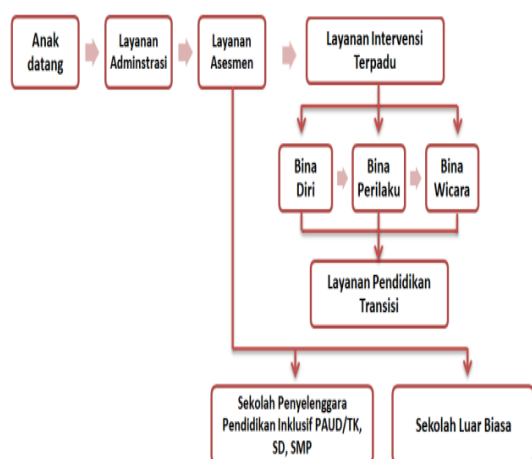 Anak
datang
Layanan
Adminstrasi
Layanan
Asesmen
Layanan Intervensi
Terpadu
Bina
Diri
Bina
Perilaku
Bina
Wicara
Layanan Pendidikan
Transisi
Sekolah Penyelenggara
Pendidikan Inklusif PAUD/TK,
SD, SMP
Sekolah Luar Biasa